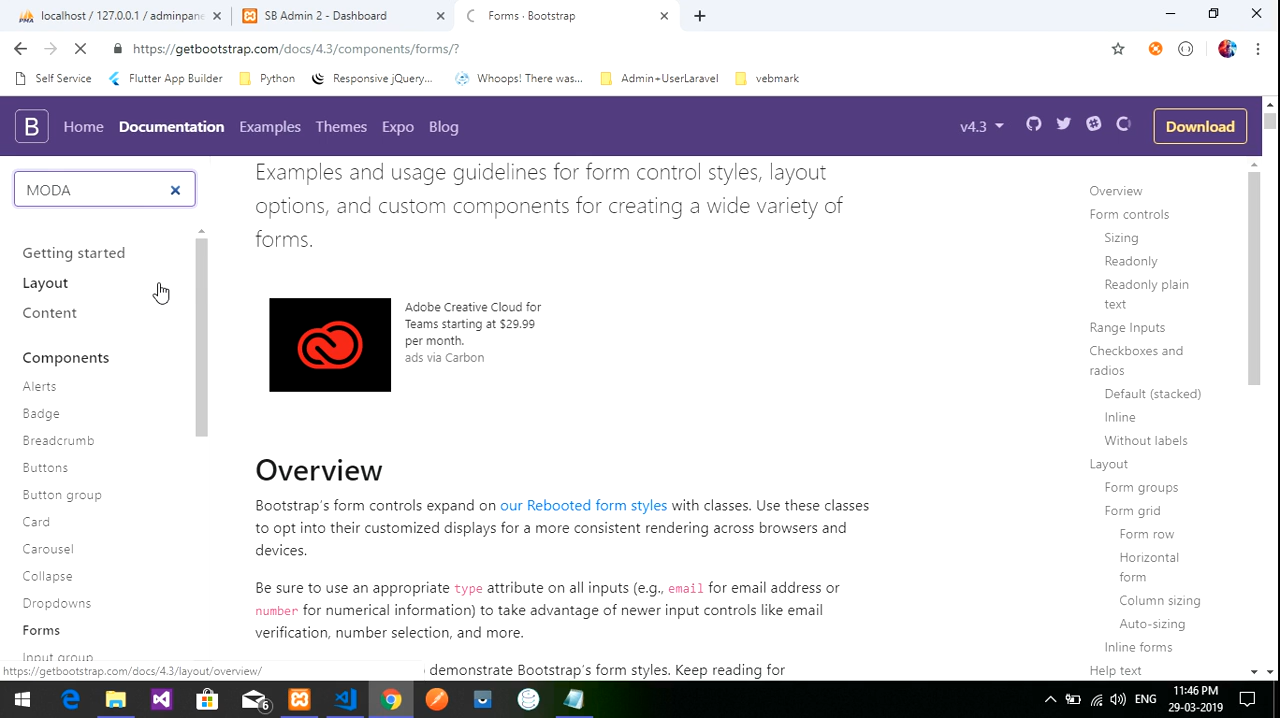 localhost / 127.0.0.1 / adminpane
SB Admin 2 - Dashboard
Forms · Bootstrap
https://getbootstrap.com/docs/4.3/components/forms/?
Self Service
Flutter App Builder
Python
Responsive jQuery...
Whoops! There was...
Admin+UserLaravel
vebmark
B
Home
Documentation
Examples
Themes
Expo
Blog
v4.3
Download
MODA
Getting started
Layout
Content
Components
Alerts
Badge
Breadcrumb
Buttons
Button group
Card
Carousel
Collapse
Dropdowns
Forms
Input group
https://getbootstrap.com/docs/4.3/layout/overview/
Examples and usage guidelines for form control styles, layout
options, and custom components for creating a wide variety of
forms.
Adobe Creative Cloud for
Teams starting at $29.99
per month.
ads via Carbon
Overview
Bootstrap's form controls expand on our Rebooted form styles with classes. Use these classes
to opt into their customized displays for a more consistent rendering across browsers and
devices.
Be sure to use an appropriate type attribute on all inputs (e.g., email for email address or
number for numerical information) to take advantage of newer input controls like email
verification, number selection, and more.
demonstrate Bootstrap's form styles. Keep reading for
Overview
Form controls
Sizing
Readonly
Readonly plain
text
Range Inputs
Checkboxes and
radios
Default (stacked)
Inline
Without labels
Layout
Form groups
Form grid
Form row
Horizontal
form
Column sizing
Auto-sizing
Inline forms
Help text
6
ENG
11:46 PM
29-03-2019